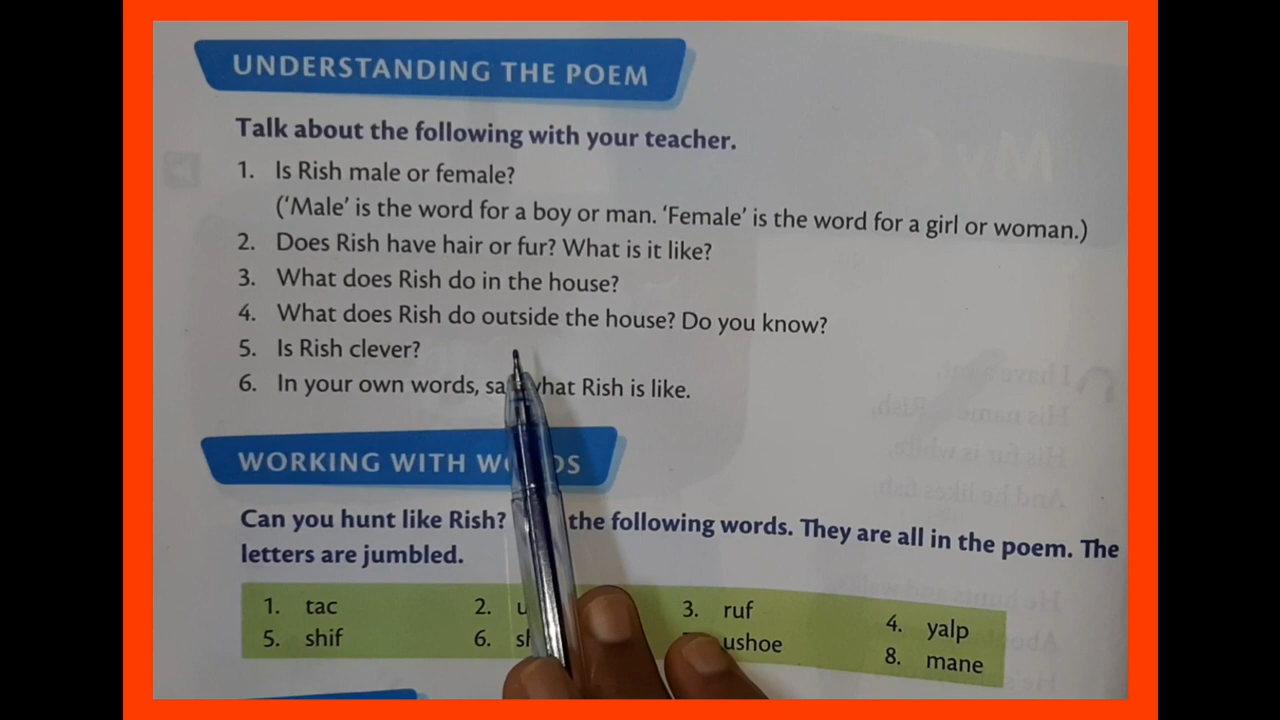 UNDERSTANDING THE POEM
Talk about the following with your teacher.
1. Is Rish male or female?
('Male' is the word for a boy or man. 'Female' is the word for a girl or woman.)
2. Does Rish have hair or fur? What is it like?
3. What does Rish do in the house?
4. What does Rish do outside the house? Do you know?
5. Is Rish clever?
6. In your own words, what Rish is like.
WORKING WITH WORDS
Can you hunt like Rish? the following words. They are all in the poem. The
letters are jumbled.
1. tac 2. 3. ruf 4. yalp
5. shif 6. ushoe 8. mane